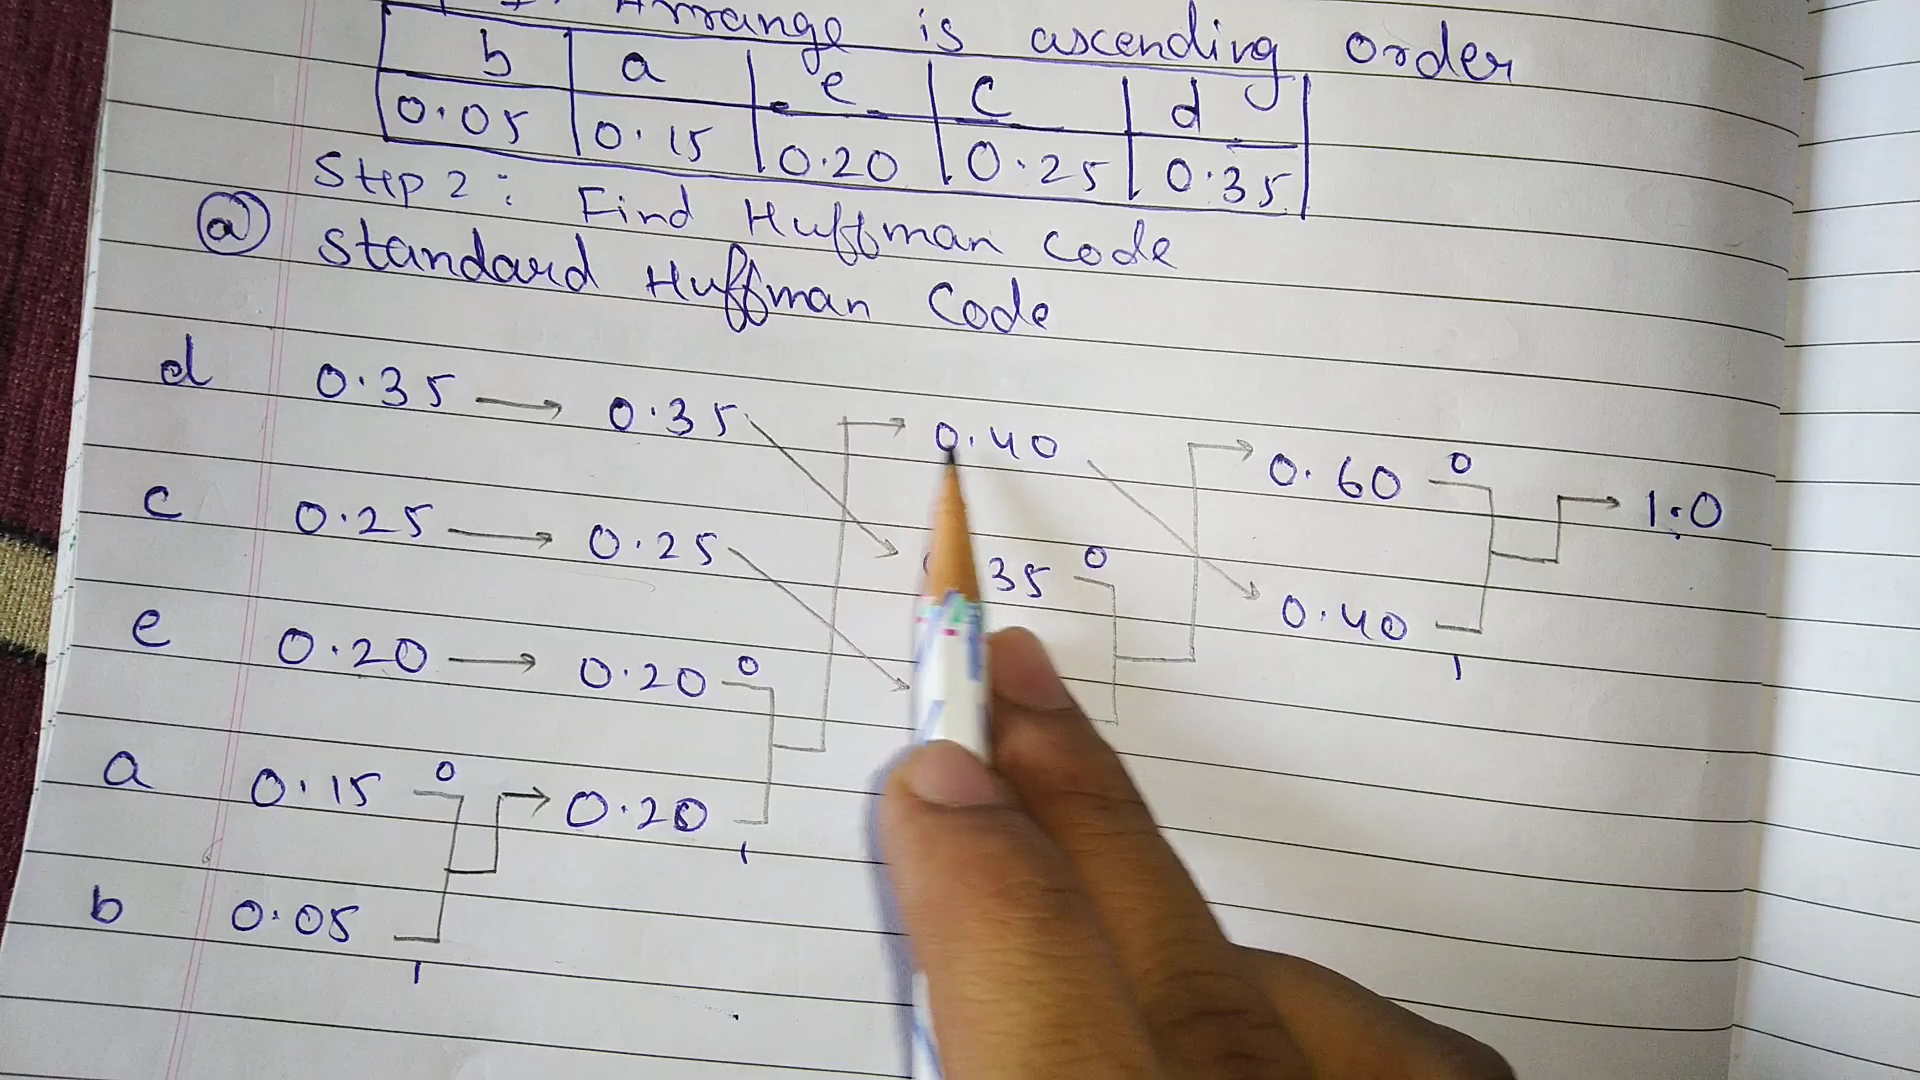 Arrange is ascending order
b a e c d
0.05 0.15 0.20 0.25 0.35
Step 2: Find Huffman Code
(a) Standard Huffman Code
d 0.35 → 0.35 0.40 0.60 0 1.0
c 0.25 → 0.25 35 0 0.40 1
e 0.20 → 0.20 0
a 0.15 0 → 0.20 1
b 0.05 1